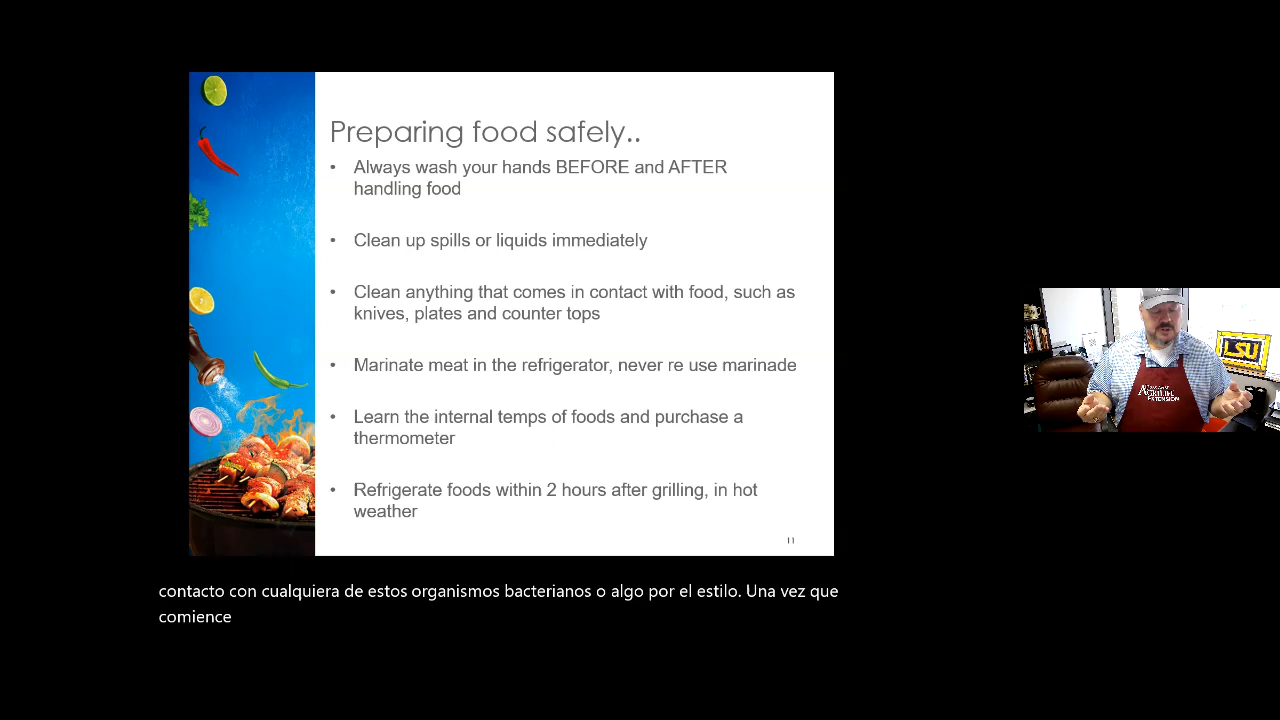 Preparing food safely..
• Always wash your hands BEFORE and AFTER
handling food
• Clean up spills or liquids immediately
• Clean anything that comes in contact with food, such as
knives, plates and counter tops
• Marinate meat in the refrigerator, never re use marinade
• Learn the internal temps of foods and purchase a
thermometer
• Refrigerate foods within 2 hours after grilling, in hot
weather
11
LSU
contacto con cualquiera de estos organismos bacterianos o algo por el estilo. Una vez que
comience